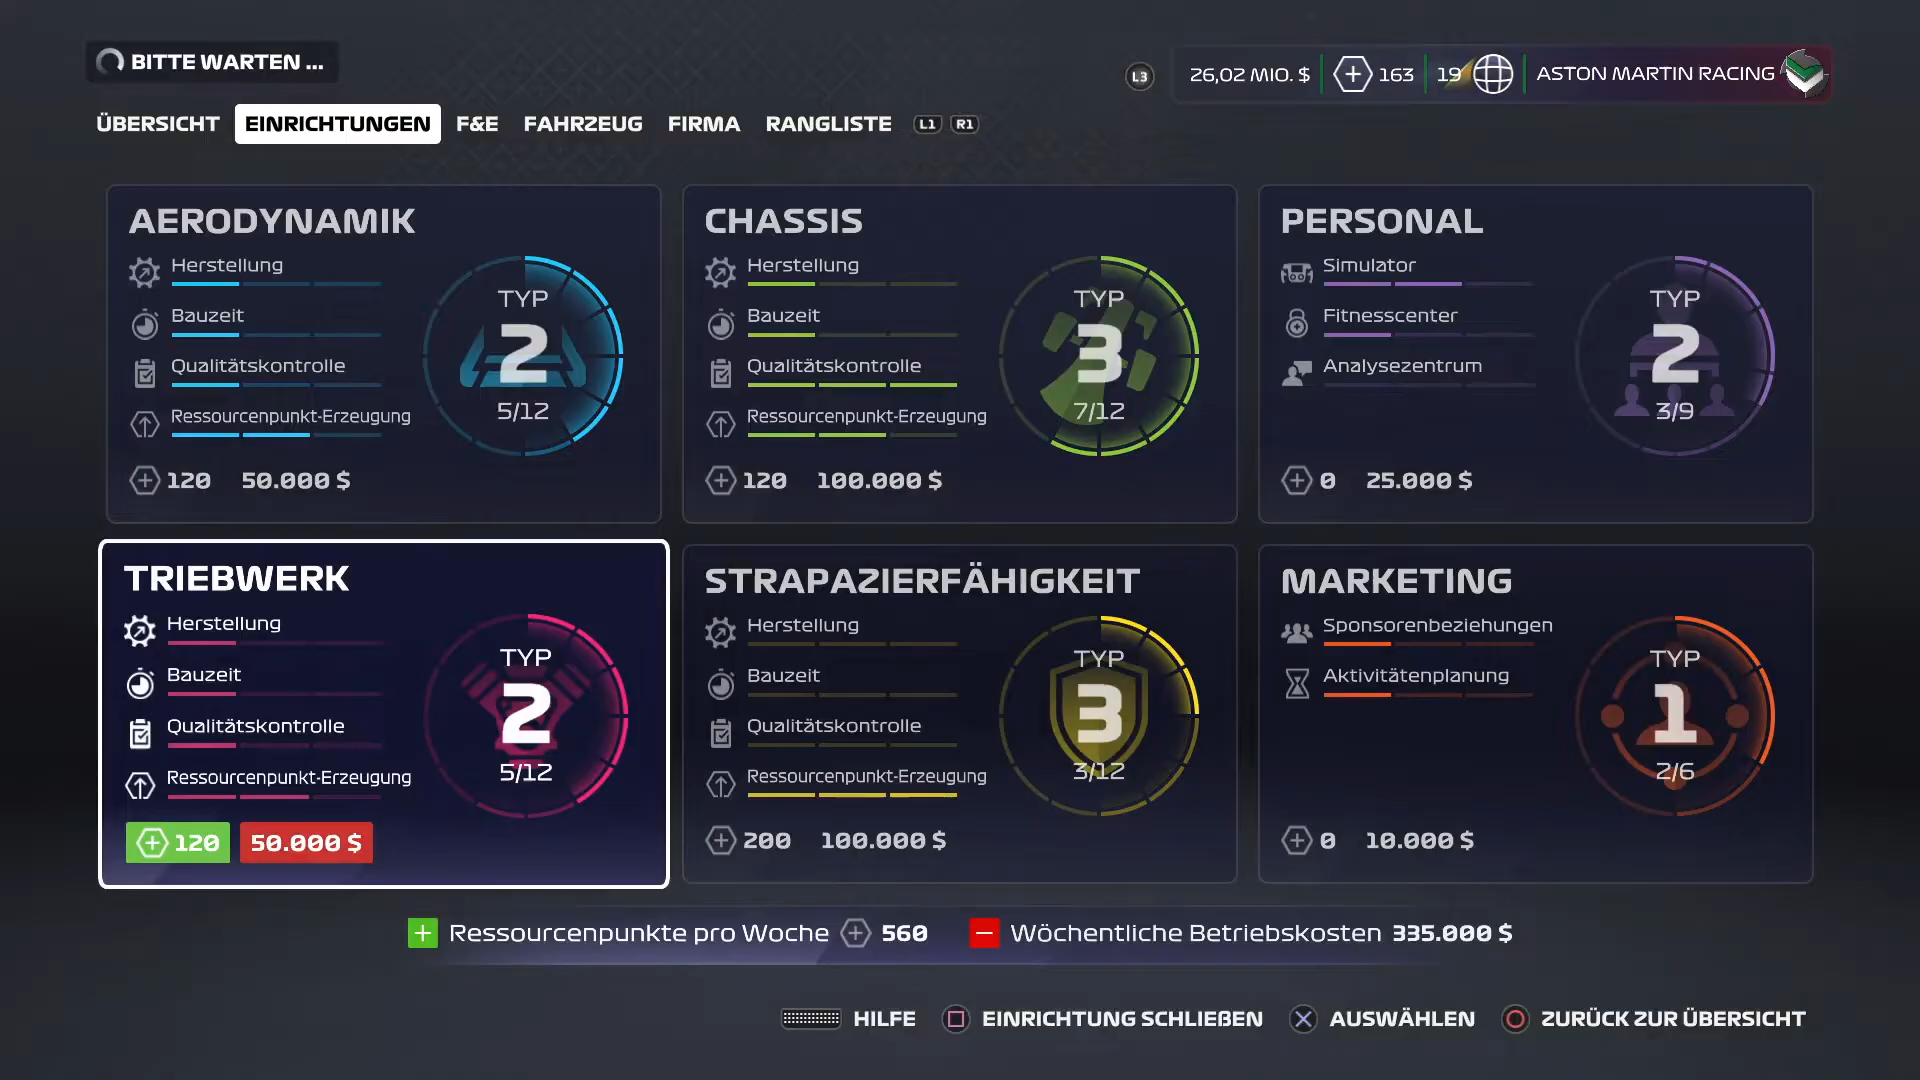 BITTE WARTEN ...
L3
26,02 MIO. $
163
19
ASTON MARTIN RACING
ÜBERSICHT
EINRICHTUNGEN
F&E
FAHRZEUG
FIRMA
RANGLISTE
L1
R1
AERODYNAMIK
Herstellung
Bauzeit
Qualitätskontrolle
Ressourcenpunkt-Erzeugung
TYP
2
5/12
120 50.000 $
CHASSIS
Herstellung
Bauzeit
Qualitätskontrolle
Ressourcenpunkt-Erzeugung
TYP
3
7/12
120 100.000 $
PERSONAL
Simulator
Fitnesscenter
Analysezentrum
TYP
2
3/9
0 25.000 $
TRIEBWERK
Herstellung
Bauzeit
Qualitätskontrolle
Ressourcenpunkt-Erzeugung
TYP
2
5/12
120 50.000 $
STRAPAZIERFÄHIGKEIT
Herstellung
Bauzeit
Qualitätskontrolle
Ressourcenpunkt-Erzeugung
TYP
3
3/12
200 100.000 $
MARKETING
Sponsorenbeziehungen
Aktivitätenplanung
TYP
1
2/6
0 10.000 $
Ressourcenpunkte pro Woche 560
Wöchentliche Betriebskosten 335.000 $
HILFE
EINRICHTUNG SCHLIEßEN
AUSWÄHLEN
ZURÜCK ZUR ÜBERSICHT